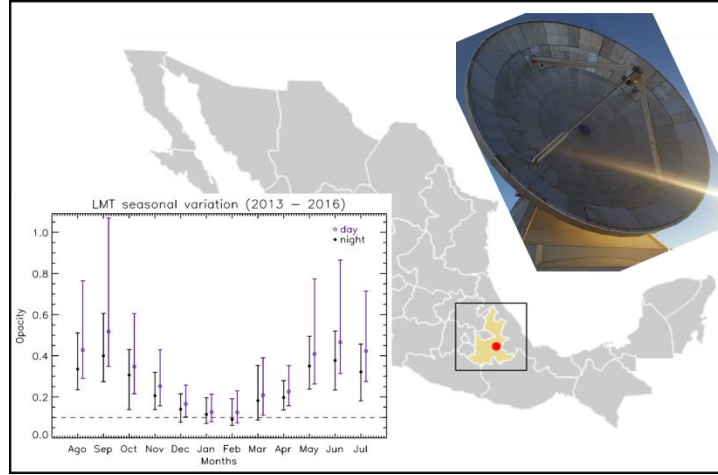 LMT seasonal variation (2013 − 2016)
day
night
1.0
0.8
0.6
0.4
0.2
0.0
Opacity
Ago Sep Oct Nov Dec Jan Feb Mar Apr May Jun Jul
Months